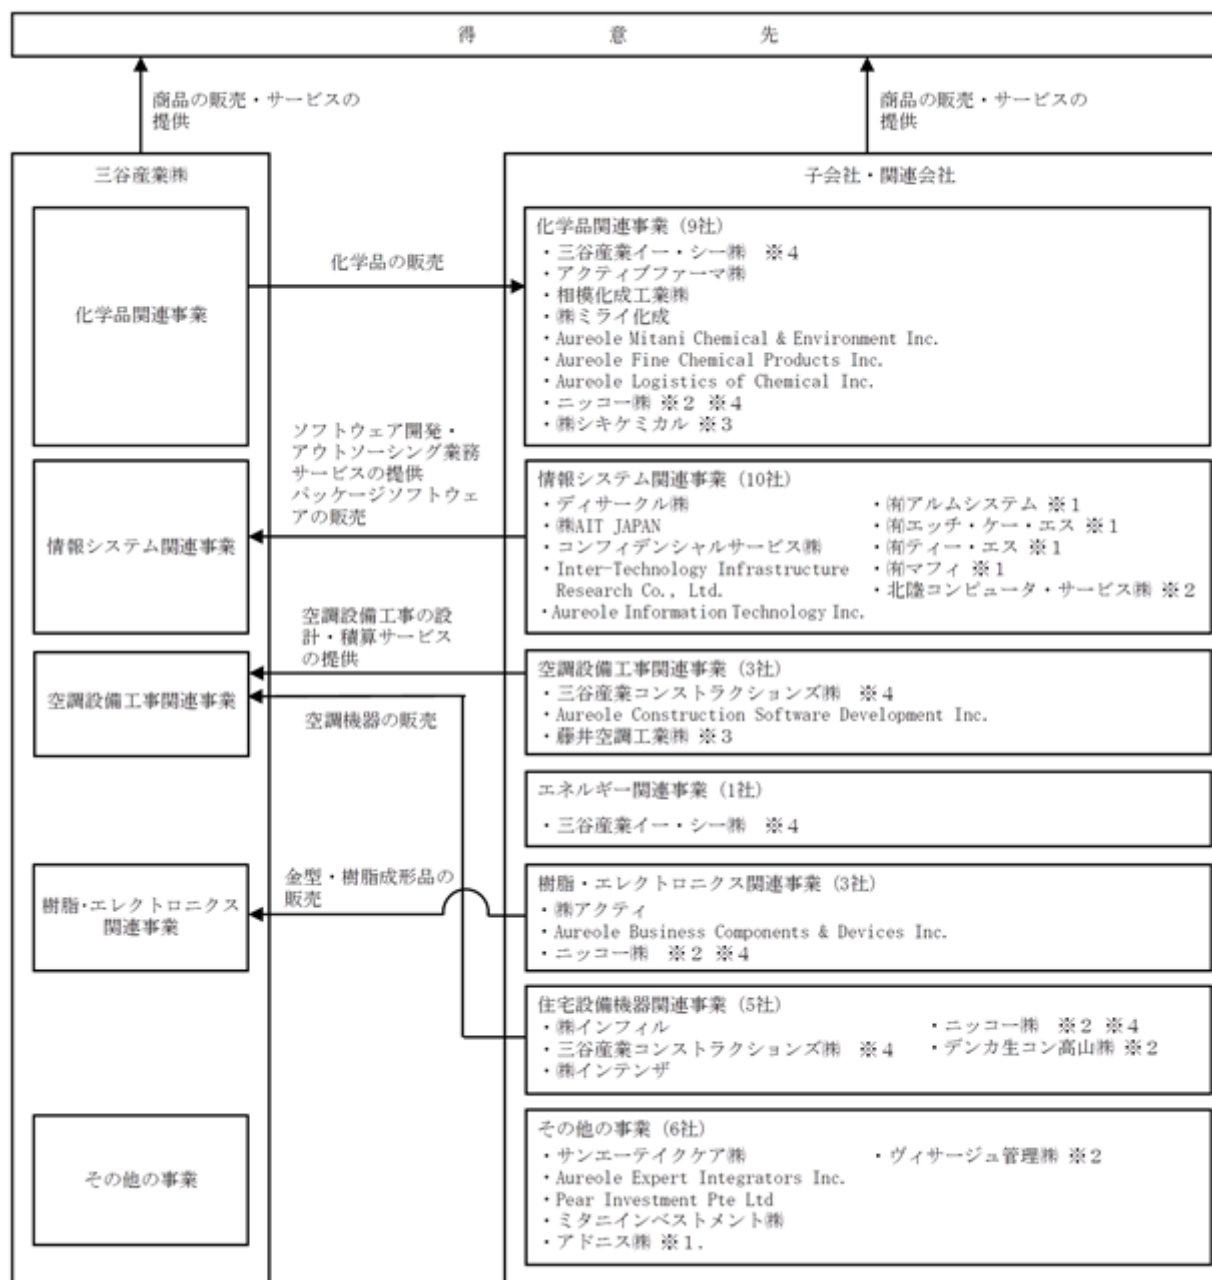 得 意 先
商品の販売・サービスの
提供
商品の販売・サービスの
提供
三谷産業㈱
化学品関連事業
情報システム関連事業
空調設備工事関連事業
樹脂・エレクトロニクス
関連事業
その他の事業
化学品の販売
ソフトウェア開発・
アウトソーシング業務
サービスの提供
パッケージソフトウェ
アの販売
空調設備工事の設
計・積算サービス
の提供
空調機器の販売
金型・樹脂成形品の
販売
子会社・関連会社
化学品関連事業（9社）
・三谷産業イー・シー㈱ ※４
・アクティブファーマ㈱
・相模化成工業㈱
・㈱ミライ化成
・Aureole Mitani Chemical & Environment Inc.
・Aureole Fine Chemical Products Inc.
・Aureole Logistics of Chemical Inc.
・ニッコー㈱ ※２ ※４
・㈱シキケミカル ※３
情報システム関連事業（10社）
・ディサークル㈱
・㈱AIT JAPAN
・コンフィデンシャルサービス㈱
・Inter-Technology Infrastructure
Research Co., Ltd.
・Aureole Information Technology Inc.
・㈲アルムシステム ※１
・㈲エッチ・ケー・エス ※１
・㈲ティー・エス ※１
・㈲マフィ ※１
・北陸コンピュータ・サービス㈱ ※２
空調設備工事関連事業（3社）
・三谷産業コンストラクションズ㈱ ※４
・Aureole Construction Software Development Inc.
・藤井空調工業㈱ ※３
エネルギー関連事業（1社）
・三谷産業イー・シー㈱ ※４
樹脂・エレクトロニクス関連事業（3社）
・㈱アクティ
・Aureole Business Components & Devices Inc.
・ニッコー㈱ ※２ ※４
住宅設備機器関連事業（5社）
・㈱インフィル
・三谷産業コンストラクションズ㈱ ※４
・㈱インテンザ
・ニッコー㈱ ※２ ※４
・デンカ生コン高山㈱ ※２
その他の事業（6社）
・サンエーテイクケア㈱
・Aureole Expert Integrators Inc.
・Pear Investment Pte Ltd
・ミタニインベストメント㈱
・アドニス㈱ ※１.
・ヴィサージュ管理㈱ ※２